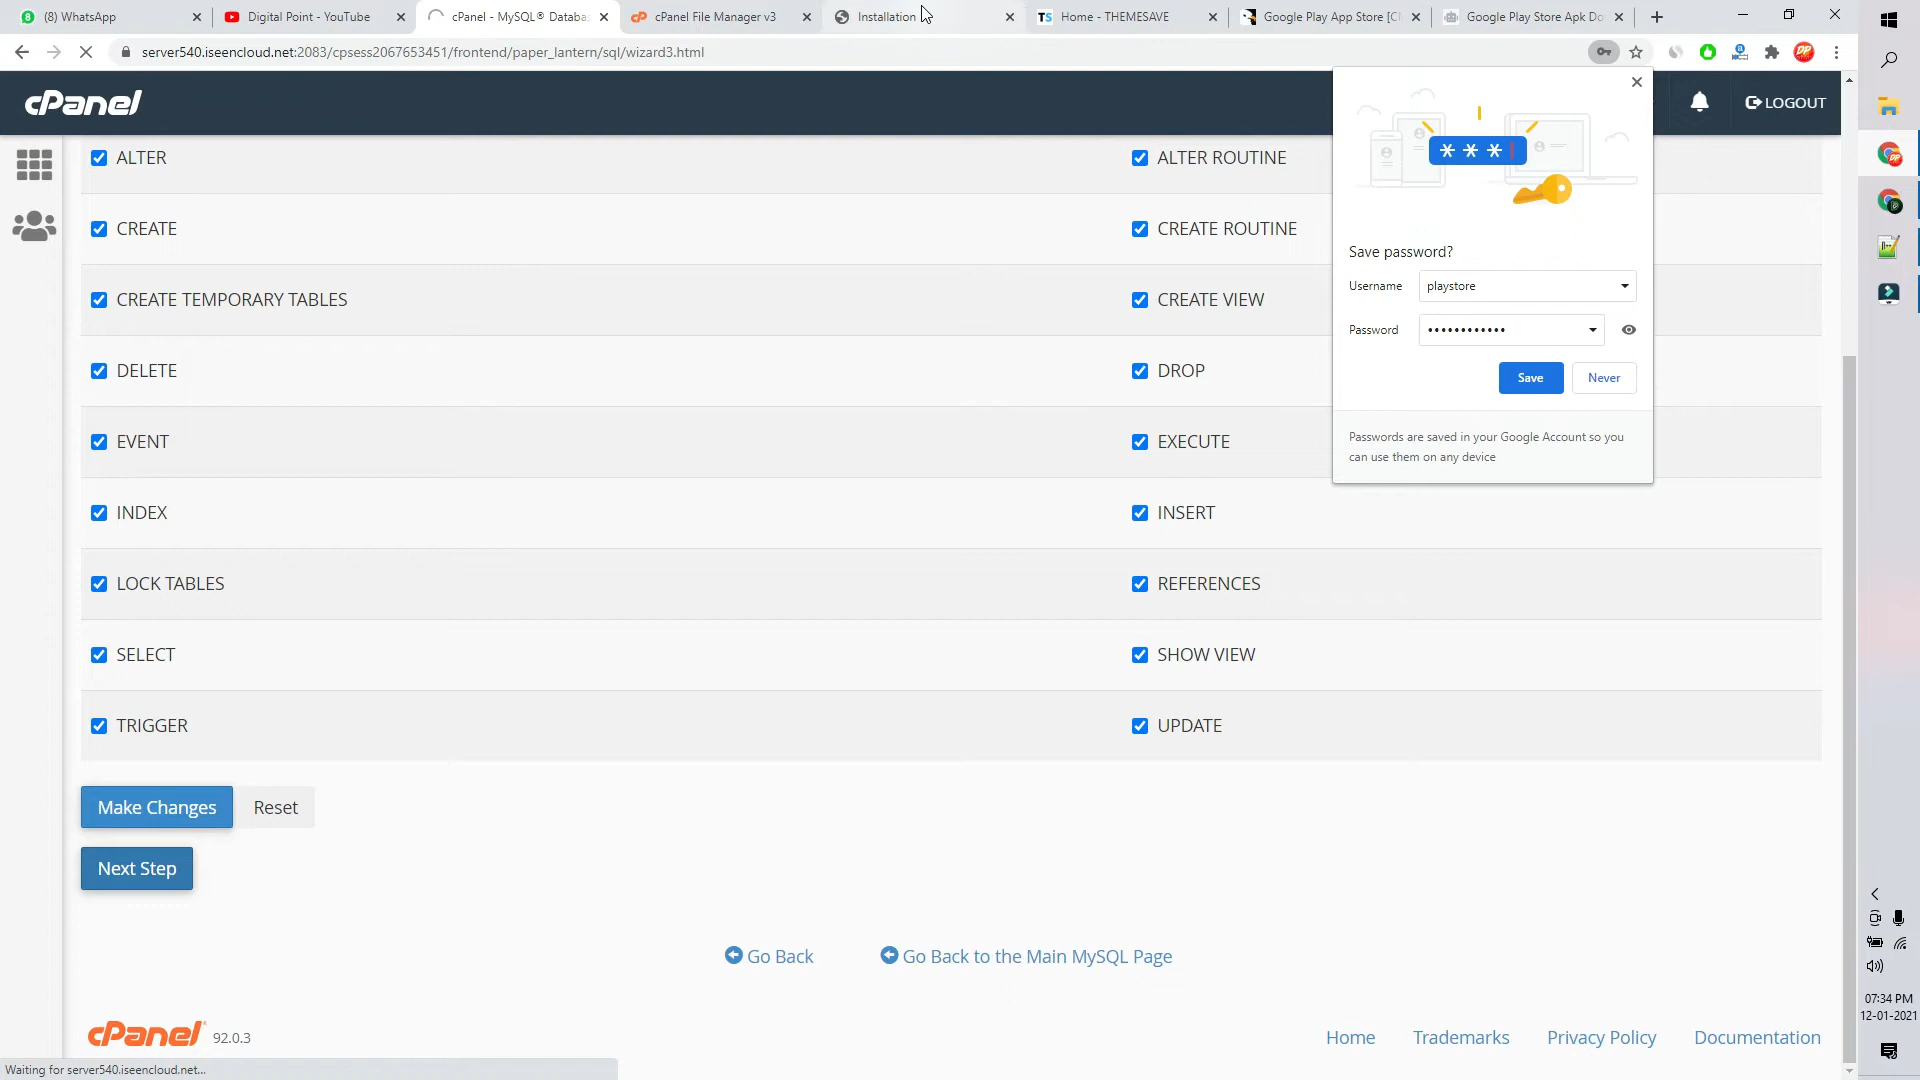 (8) WhatsApp
Digital Point - YouTube
cPanel - MySQL® Databa
cPanel File Manager v3
Installation
Home - THEMESAVE
Google Play App Store [C
Google Play Store Apk Do
server540.iseencloud.net:2083/cpsess2067653451/frontend/paper_lantern/sql/wizard3.html
cPanel
LOGOUT
ALTER
ALTER ROUTINE
CREATE
CREATE ROUTINE
CREATE TEMPORARY TABLES
CREATE VIEW
DELETE
DROP
EVENT
EXECUTE
INDEX
INSERT
LOCK TABLES
REFERENCES
SELECT
SHOW VIEW
TRIGGER
UPDATE
Save password?
Username
playstore
Password
Save
Never
Passwords are saved in your Google Account so you
can use them on any device
Make Changes
Reset
Next Step
Go Back
Go Back to the Main MySQL Page
cPanel
92.0.3
Home
Trademarks
Privacy Policy
Documentation
Waiting for server540.iseencloud.net...
07:34 PM
12-01-2021